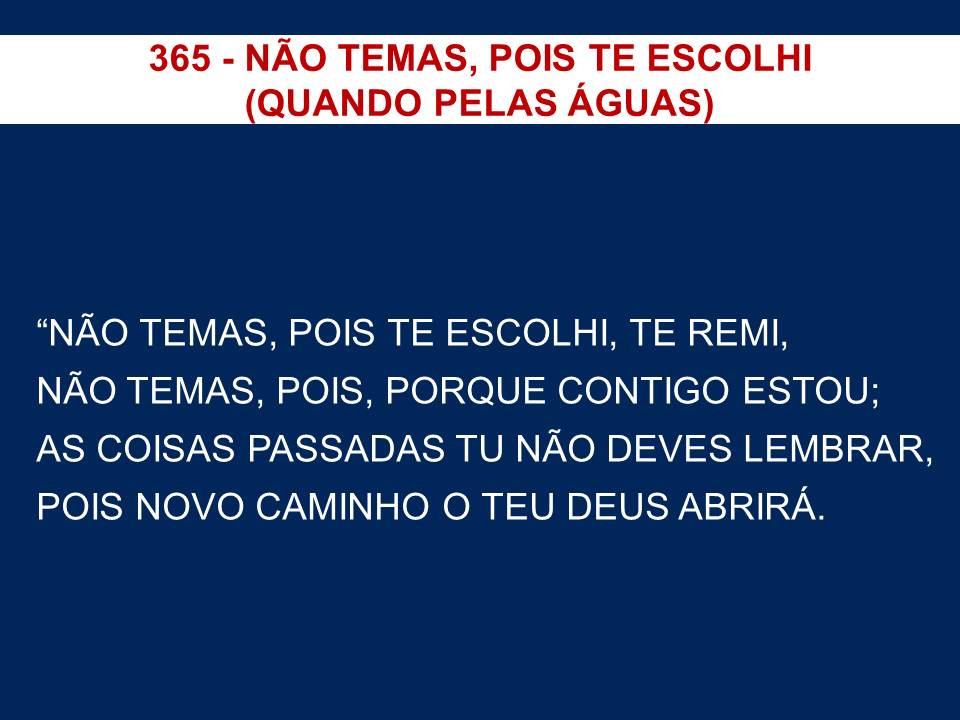 365 - NÃO TEMAS, POIS TE ESCOLHI
(QUANDO PELAS ÁGUAS)
“NÃO TEMAS, POIS TE ESCOLHI, TE REMI,
NÃO TEMAS, POIS, PORQUE CONTIGO ESTOU;
AS COISAS PASSADAS TU NÃO DEVES LEMBRAR,
POIS NOVO CAMINHO O TEU DEUS ABRIRÁ.